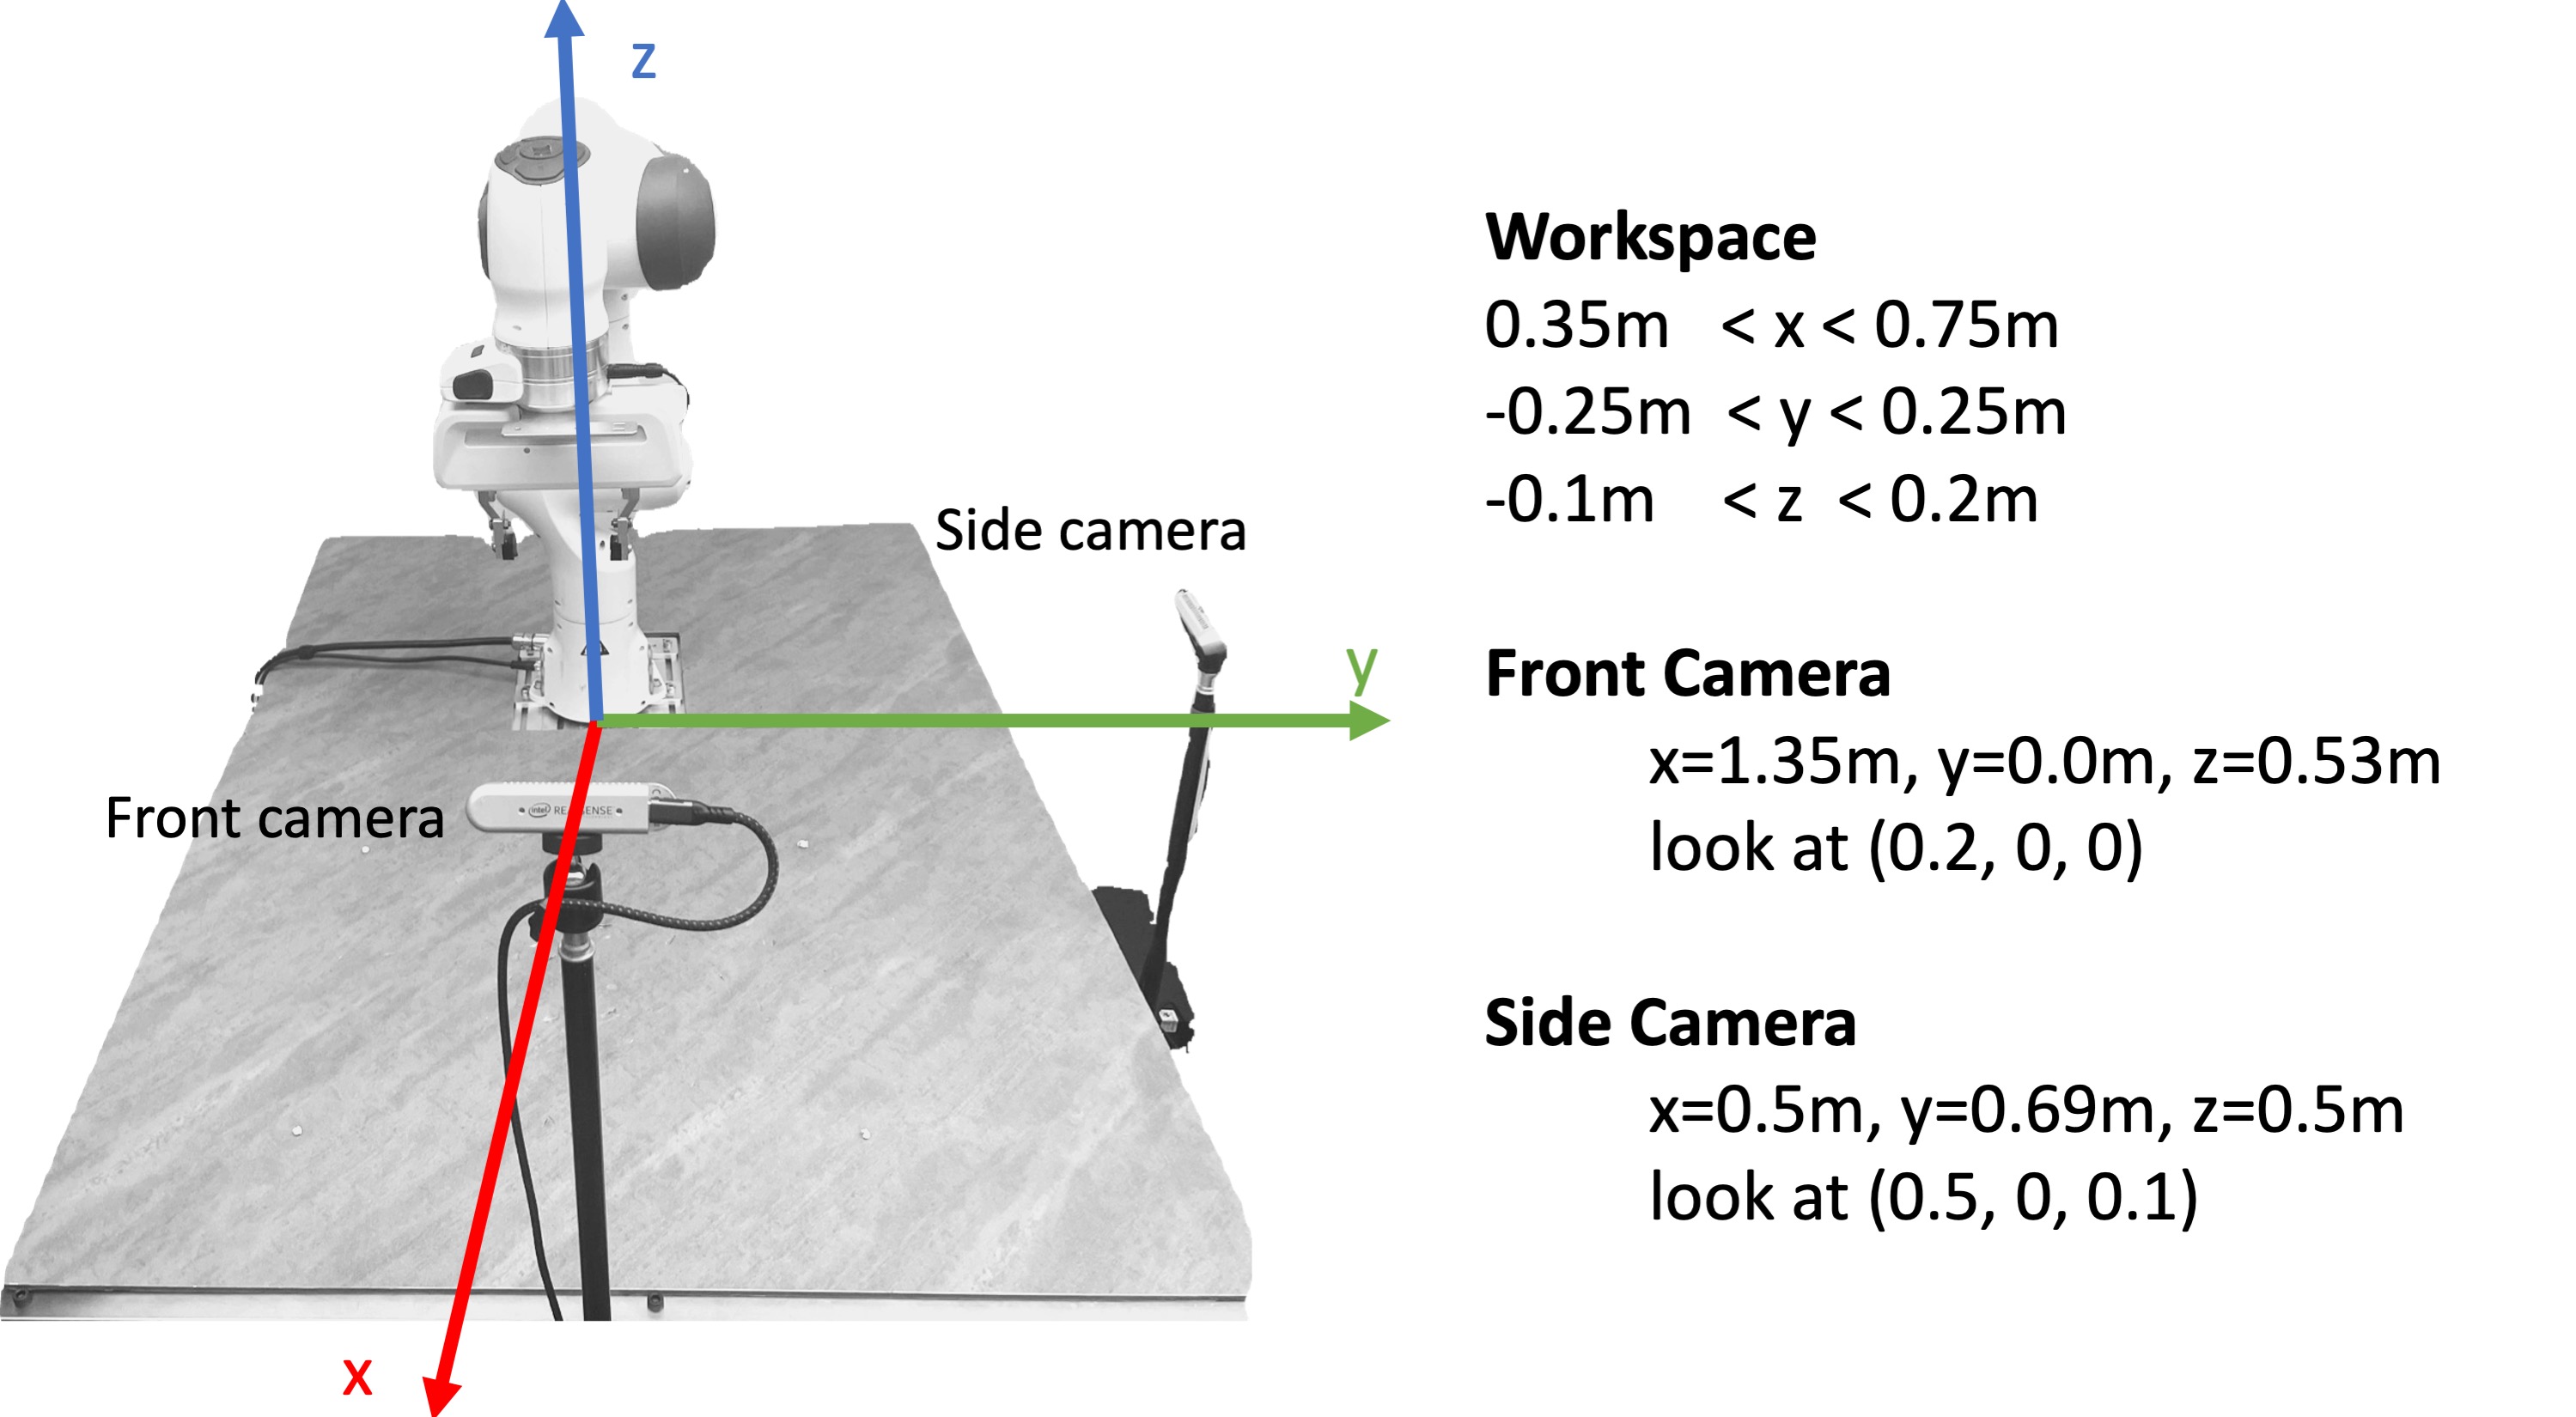 z
Side camera
y
Front camera
intel REALSENSE
x
Workspace
0.35m < x < 0.75m
-0.25m < y < 0.25m
-0.1m < z < 0.2m
Front Camera
x=1.35m, y=0.0m, z=0.53m
look at (0.2, 0, 0)
Side Camera
x=0.5m, y=0.69m, z=0.5m
look at (0.5, 0, 0.1)